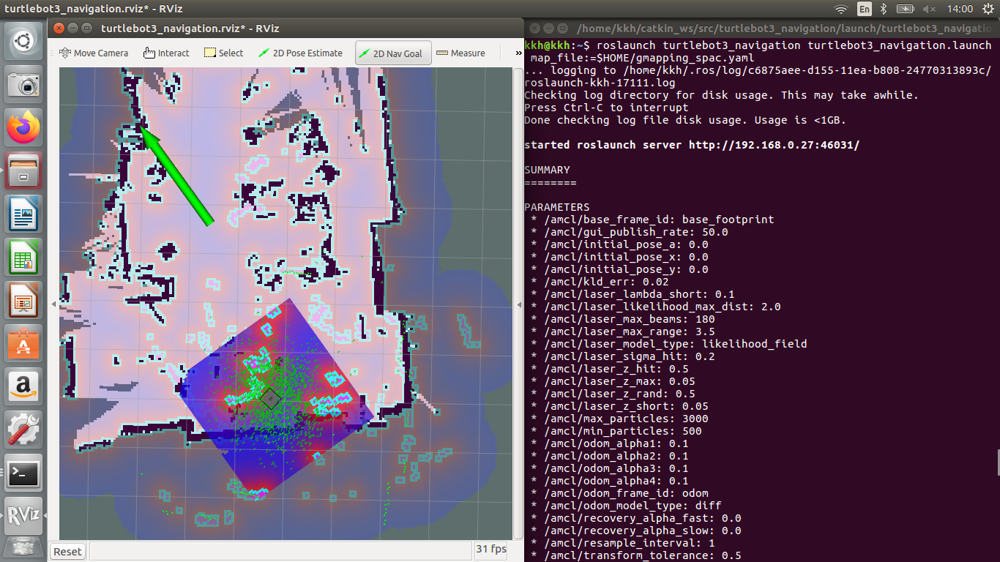 turtlebot3_navigation.rviz* - RViz
En
14:00
turtlebot3_navigation.rviz* - RViz
Move Camera
Interact
Select
2D Pose Estimate
2D Nav Goal
Measure
»
RViz
Reset
31 fps
/home/kkh/catkin_ws/src/turtlebot3_navigation/launch/turtlebot3_navigatio
kkh@kkh:~$ roslaunch turtlebot3_navigation turtlebot3_navigation.launch
map_file:=$HOME/gmapping_spac.yaml
... logging to /home/kkh/.ros/log/c6875aee-d155-11ea-b808-24770313893c/
roslaunch-kkh-17111.log
Checking log directory for disk usage. This may take awhile.
Press Ctrl-C to interrupt
Done checking log file disk usage. Usage is <1GB.
started roslaunch server http://192.168.0.27:46031/
SUMMARY
========
PARAMETERS
* /amcl/base_frame_id: base_footprint
* /amcl/gui_publish_rate: 50.0
* /amcl/initial_pose_a: 0.0
* /amcl/initial_pose_x: 0.0
* /amcl/initial_pose_y: 0.0
* /amcl/kld_err: 0.02
* /amcl/laser_lambda_short: 0.1
* /amcl/laser_likelihood_max_dist: 2.0
* /amcl/laser_max_beams: 180
* /amcl/laser_max_range: 3.5
* /amcl/laser_model_type: likelihood_field
* /amcl/laser_sigma_hit: 0.2
* /amcl/laser_z_hit: 0.5
* /amcl/laser_z_max: 0.05
* /amcl/laser_z_rand: 0.5
* /amcl/laser_z_short: 0.05
* /amcl/max_particles: 3000
* /amcl/min_particles: 500
* /amcl/odom_alpha1: 0.1
* /amcl/odom_alpha2: 0.1
* /amcl/odom_alpha3: 0.1
* /amcl/odom_alpha4: 0.1
* /amcl/odom_frame_id: odom
* /amcl/odom_model_type: diff
* /amcl/recovery_alpha_fast: 0.0
* /amcl/recovery_alpha_slow: 0.0
* /amcl/resample_interval: 1
* /amcl/transform_tolerance: 0.5